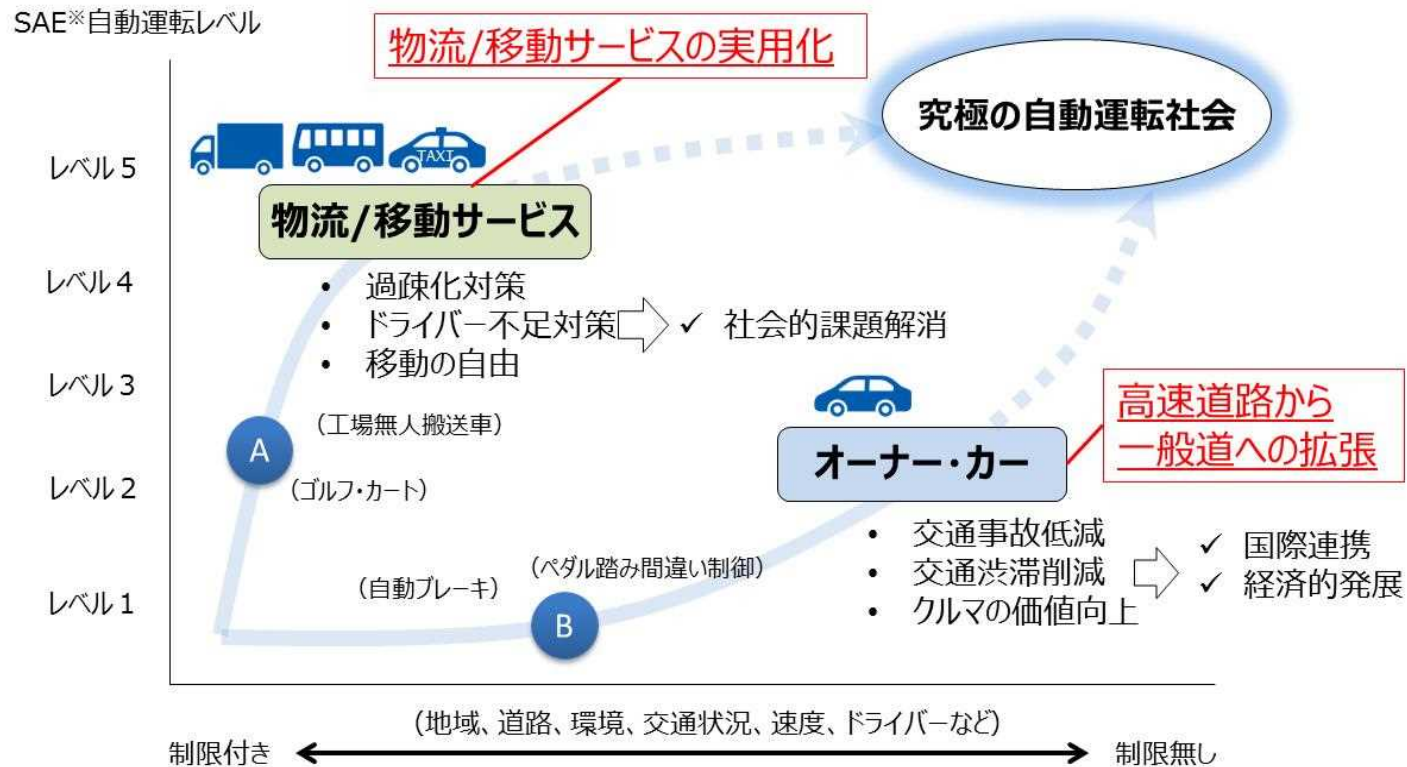 SAE※自動運転レベル
物流/移動サービスの実用化
究極の自動運転社会
レベル5
TAXI
物流/移動サービス
レベル4
• 過疎化対策
• ドライバー不足対策
• 移動の自由
✓ 社会的課題解消
レベル3
高速道路から
一般道への拡張
(工場無人搬送車)
A
オーナー・カー
レベル2
(ゴルフ・カート)
• 交通事故低減
• 交通渋滞削減
• クルマの価値向上
✓ 国際連携
✓ 経済的発展
(ペダル踏み間違い制御)
(自動ブレーキ)
レベル1
B
(地域、道路、環境、交通状況、速度、ドライバーなど)
制限付き
制限無し